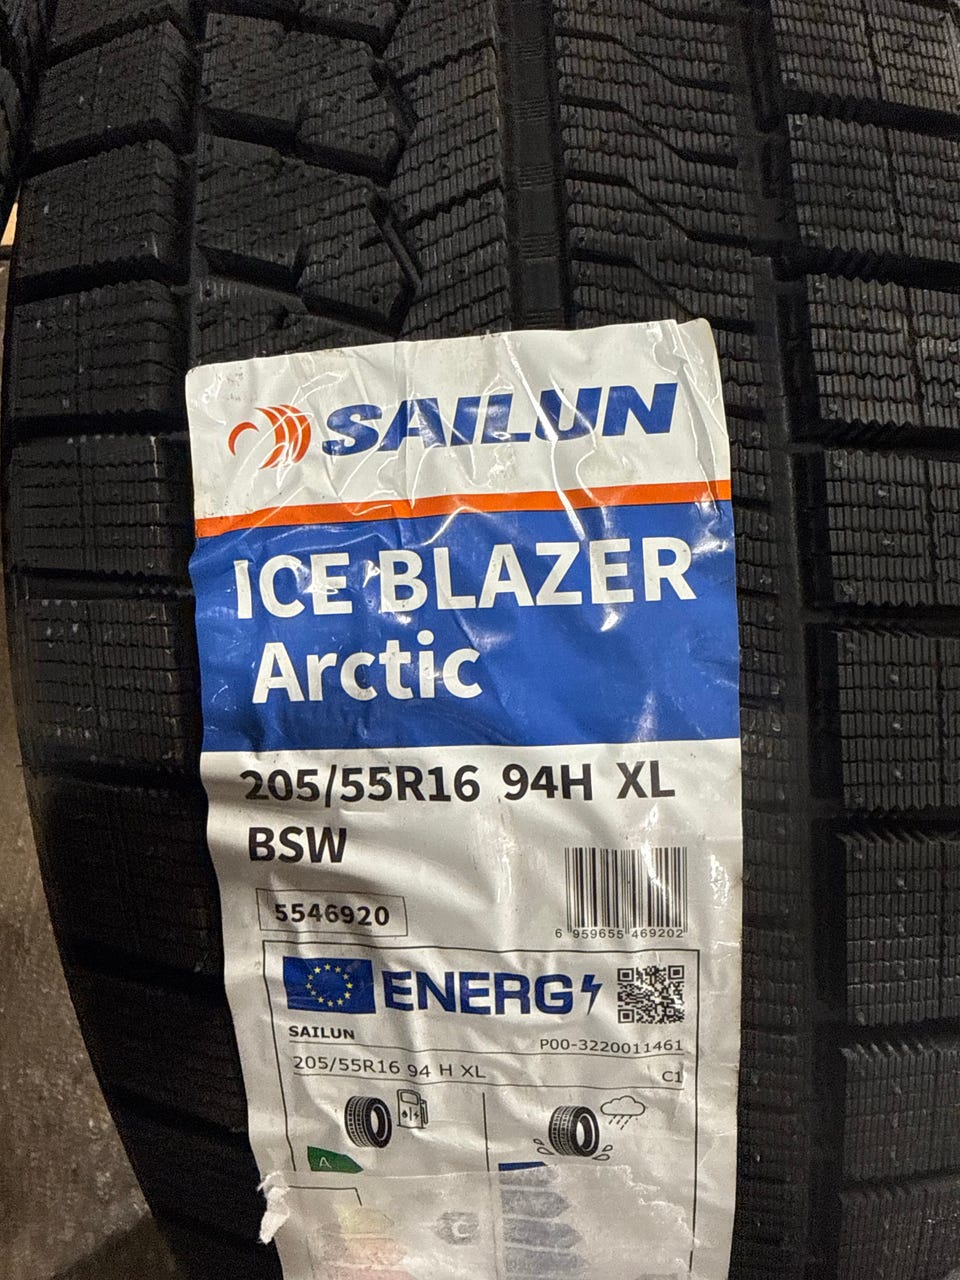 SAILUN
ICE BLAZER
Arctic
205/55R16 94H XL
BSW
5546920
6 959655 469202
ENERG
SAILUN
P00-3220011461
205/55R16 94 H XL
C1
A
C